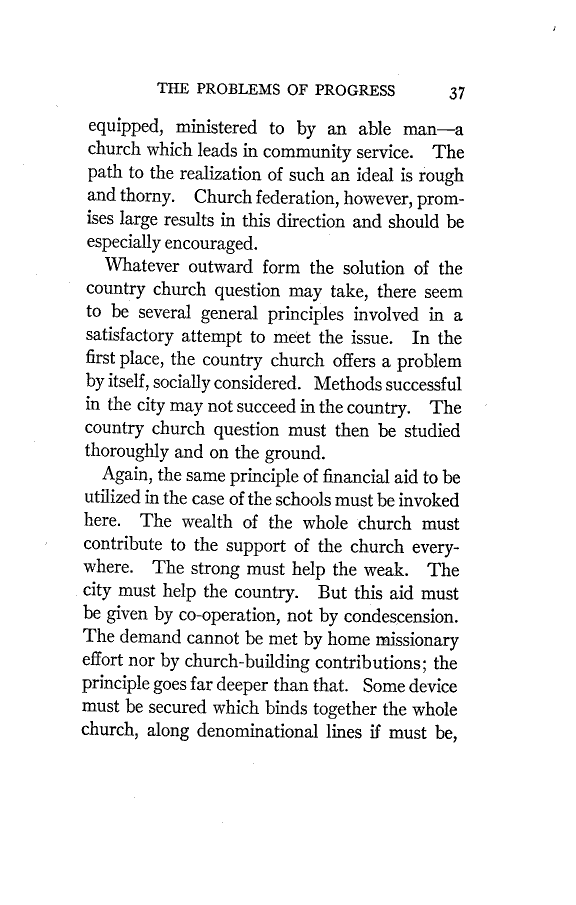 THE PROBLEMS OF PROGRESS 37
equipped, ministered to by an able man—a
church which leads in community service. The
path to the realization of such an ideal is rough
and thorny. Church federation, however, prom-
ises large results in this direction and should be
especially encouraged.
Whatever outward form the solution of the
country church question may take, there seem
to be several general principles involved in a
satisfactory attempt to meet the issue. In the
first place, the country church offers a problem
by itself, socially considered. Methods successful
in the city may not succeed in the country. The
country church question must then be studied
thoroughly and on the ground.
Again, the same principle of financial aid to be
utilized in the case of the schools must be invoked
here. The wealth of the whole church must
contribute to the support of the church every-
where. The strong must help the weak. The
city must help the country. But this aid must
be given by co-operation, not by condescension.
The demand cannot be met by home missionary
effort nor by church-building contributions; the
principle goes far deeper than that. Some device
must be secured which binds together the whole
church, along denominational lines if must be,